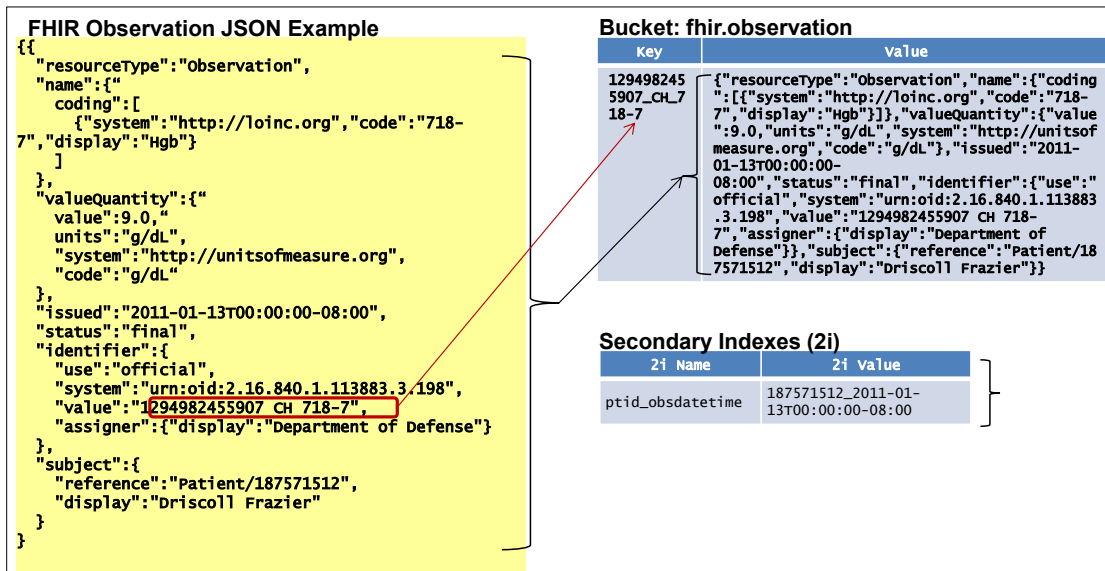 FHIR Observation JSON Example
{{
"resourceType":"Observation",
"name":{“
coding":[
{"system":"http://loinc.org","code":"718-
7","display":"Hgb"}
]
},
"valueQuantity":{“
value":9.0,“
units":"g/dL",
"system":"http://unitsofmeasure.org",
"code":"g/dL“
},
"issued":"2011-01-13T00:00:00-08:00",
"status":"final",
"identifier":{
"use":"official",
"system":"urn:oid:2.16.840.1.113883.3.198",
"value":"1294982455907 CH 718-7",
"assigner":{"display":"Department of Defense"}
},
"subject":{
"reference":"Patient/187571512",
"display":"Driscoll Frazier"
}
}
Bucket: fhir.observation
Key
Value
129498245
5907_CH_7
18-7
{"resourceType":"Observation","name":{"coding
":[{"system":"http://loinc.org","code":"718-
7","display":"Hgb"}]},"valueQuantity":{"value
":9.0,"units":"g/dL","system":"http://unitsof
measure.org","code":"g/dL"},"issued":"2011-
01-13T00:00:00-
08:00","status":"final","identifier":{"use":"
official","system":"urn:oid:2.16.840.1.113883
.3.198","value":"1294982455907 CH 718-
7","assigner":{"display":"Department of
Defense"}},"subject":{"reference":"Patient/18
7571512","display":"Driscoll Frazier"}}
Secondary Indexes (2i)
2i Name
2i Value
ptid_obsdatetime
187571512_2011-01-
13T00:00:00-08:00